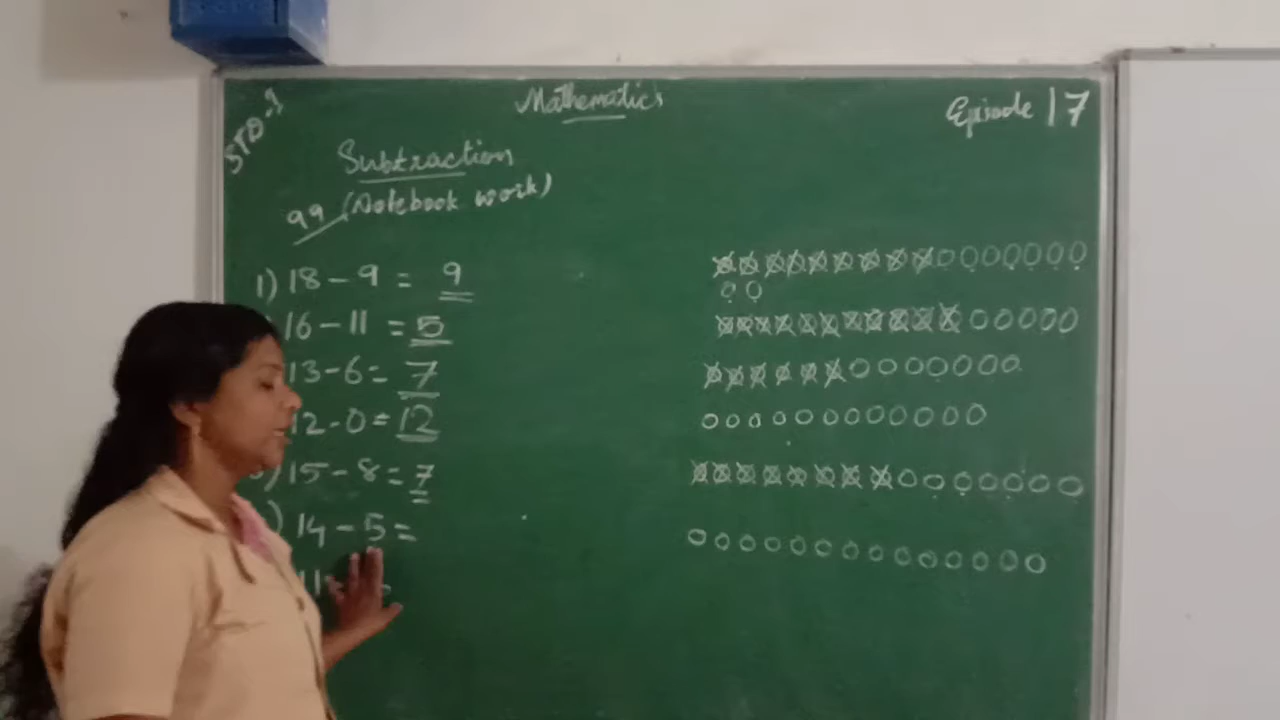 STD-1
Mathematics
Episode 17
Subtraction
99 (Notebook work)
1) 18 - 9 = 9
16 - 11 = 5
13 - 6 = 7
12 - 0 = 12
) 15 - 8 = 7
) 14 - 5 =
11